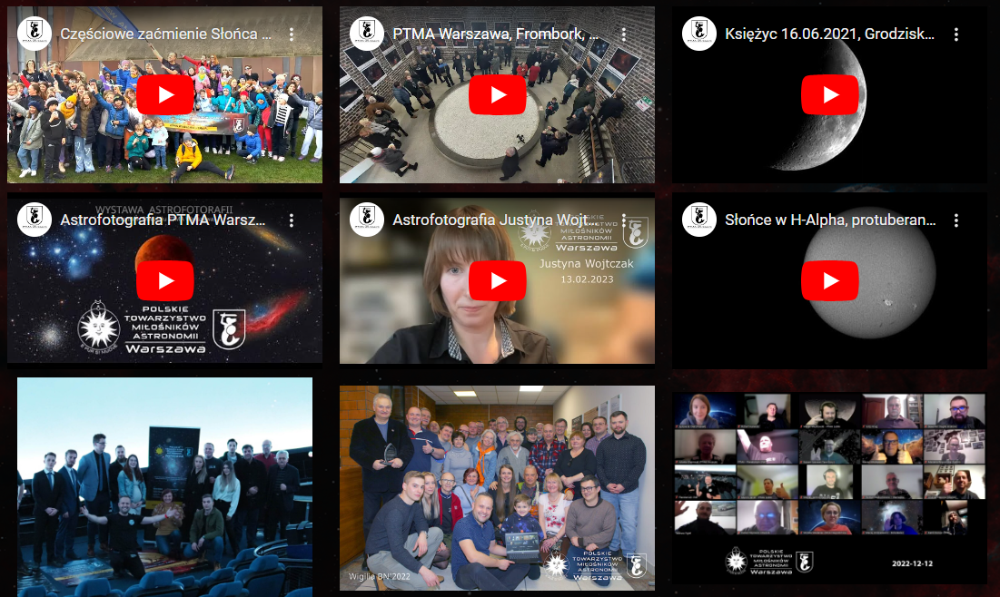 Częściowe zaćmienie Słońca ...
PTMA Warszawa, Frombork, ...
Księżyc 16.06.2021, Grodzisk...
WYSTAWA ASTROFOTORAFII
Astrofotografia PTMA Warsz...
POLSKIE
TOWARZYSTWO
MIŁOŚNIKÓW
ASTRONOMII
Warszawa
Astrofotografia Justyna Wojt...
POLSKIE
TOWARZYSTWO
MIŁOŚNIKÓW
ASTRONOMII
Warszawa
Justyna Wojtczak
13.02.2023
Słońce w H-Alpha, protuberan...
Wigilia BN'2022
POLSKIE
TOWARZYSTWO
MIŁOŚNIKÓW
ASTRONOMII
Warszawa
POLSKIE
TOWARZYSTWO
MIŁOŚNIKÓW
ASTRONOMII
Warszawa
2022-12-12